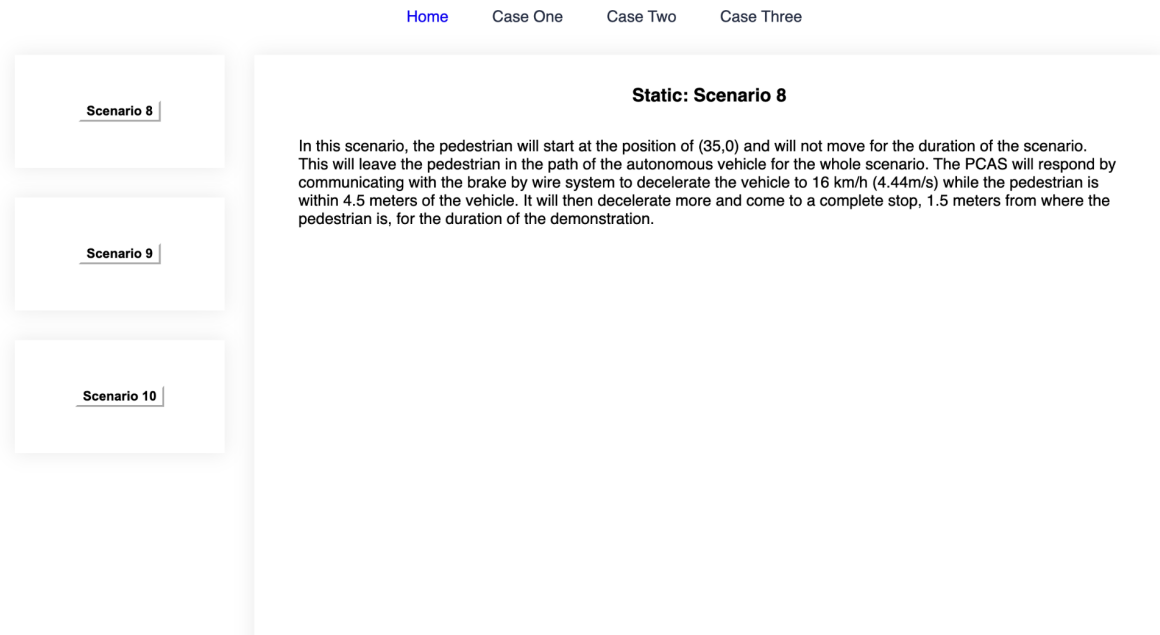 Home Case One Case Two Case Three
Scenario 8
Scenario 9
Scenario 10
Static: Scenario 8
In this scenario, the pedestrian will start at the position of (35,0) and will not move for the duration of the scenario.
This will leave the pedestrian in the path of the autonomous vehicle for the whole scenario. The PCAS will respond by
communicating with the brake by wire system to decelerate the vehicle to 16 km/h (4.44m/s) while the pedestrian is
within 4.5 meters of the vehicle. It will then decelerate more and come to a complete stop, 1.5 meters from where the
pedestrian is, for the duration of the demonstration.